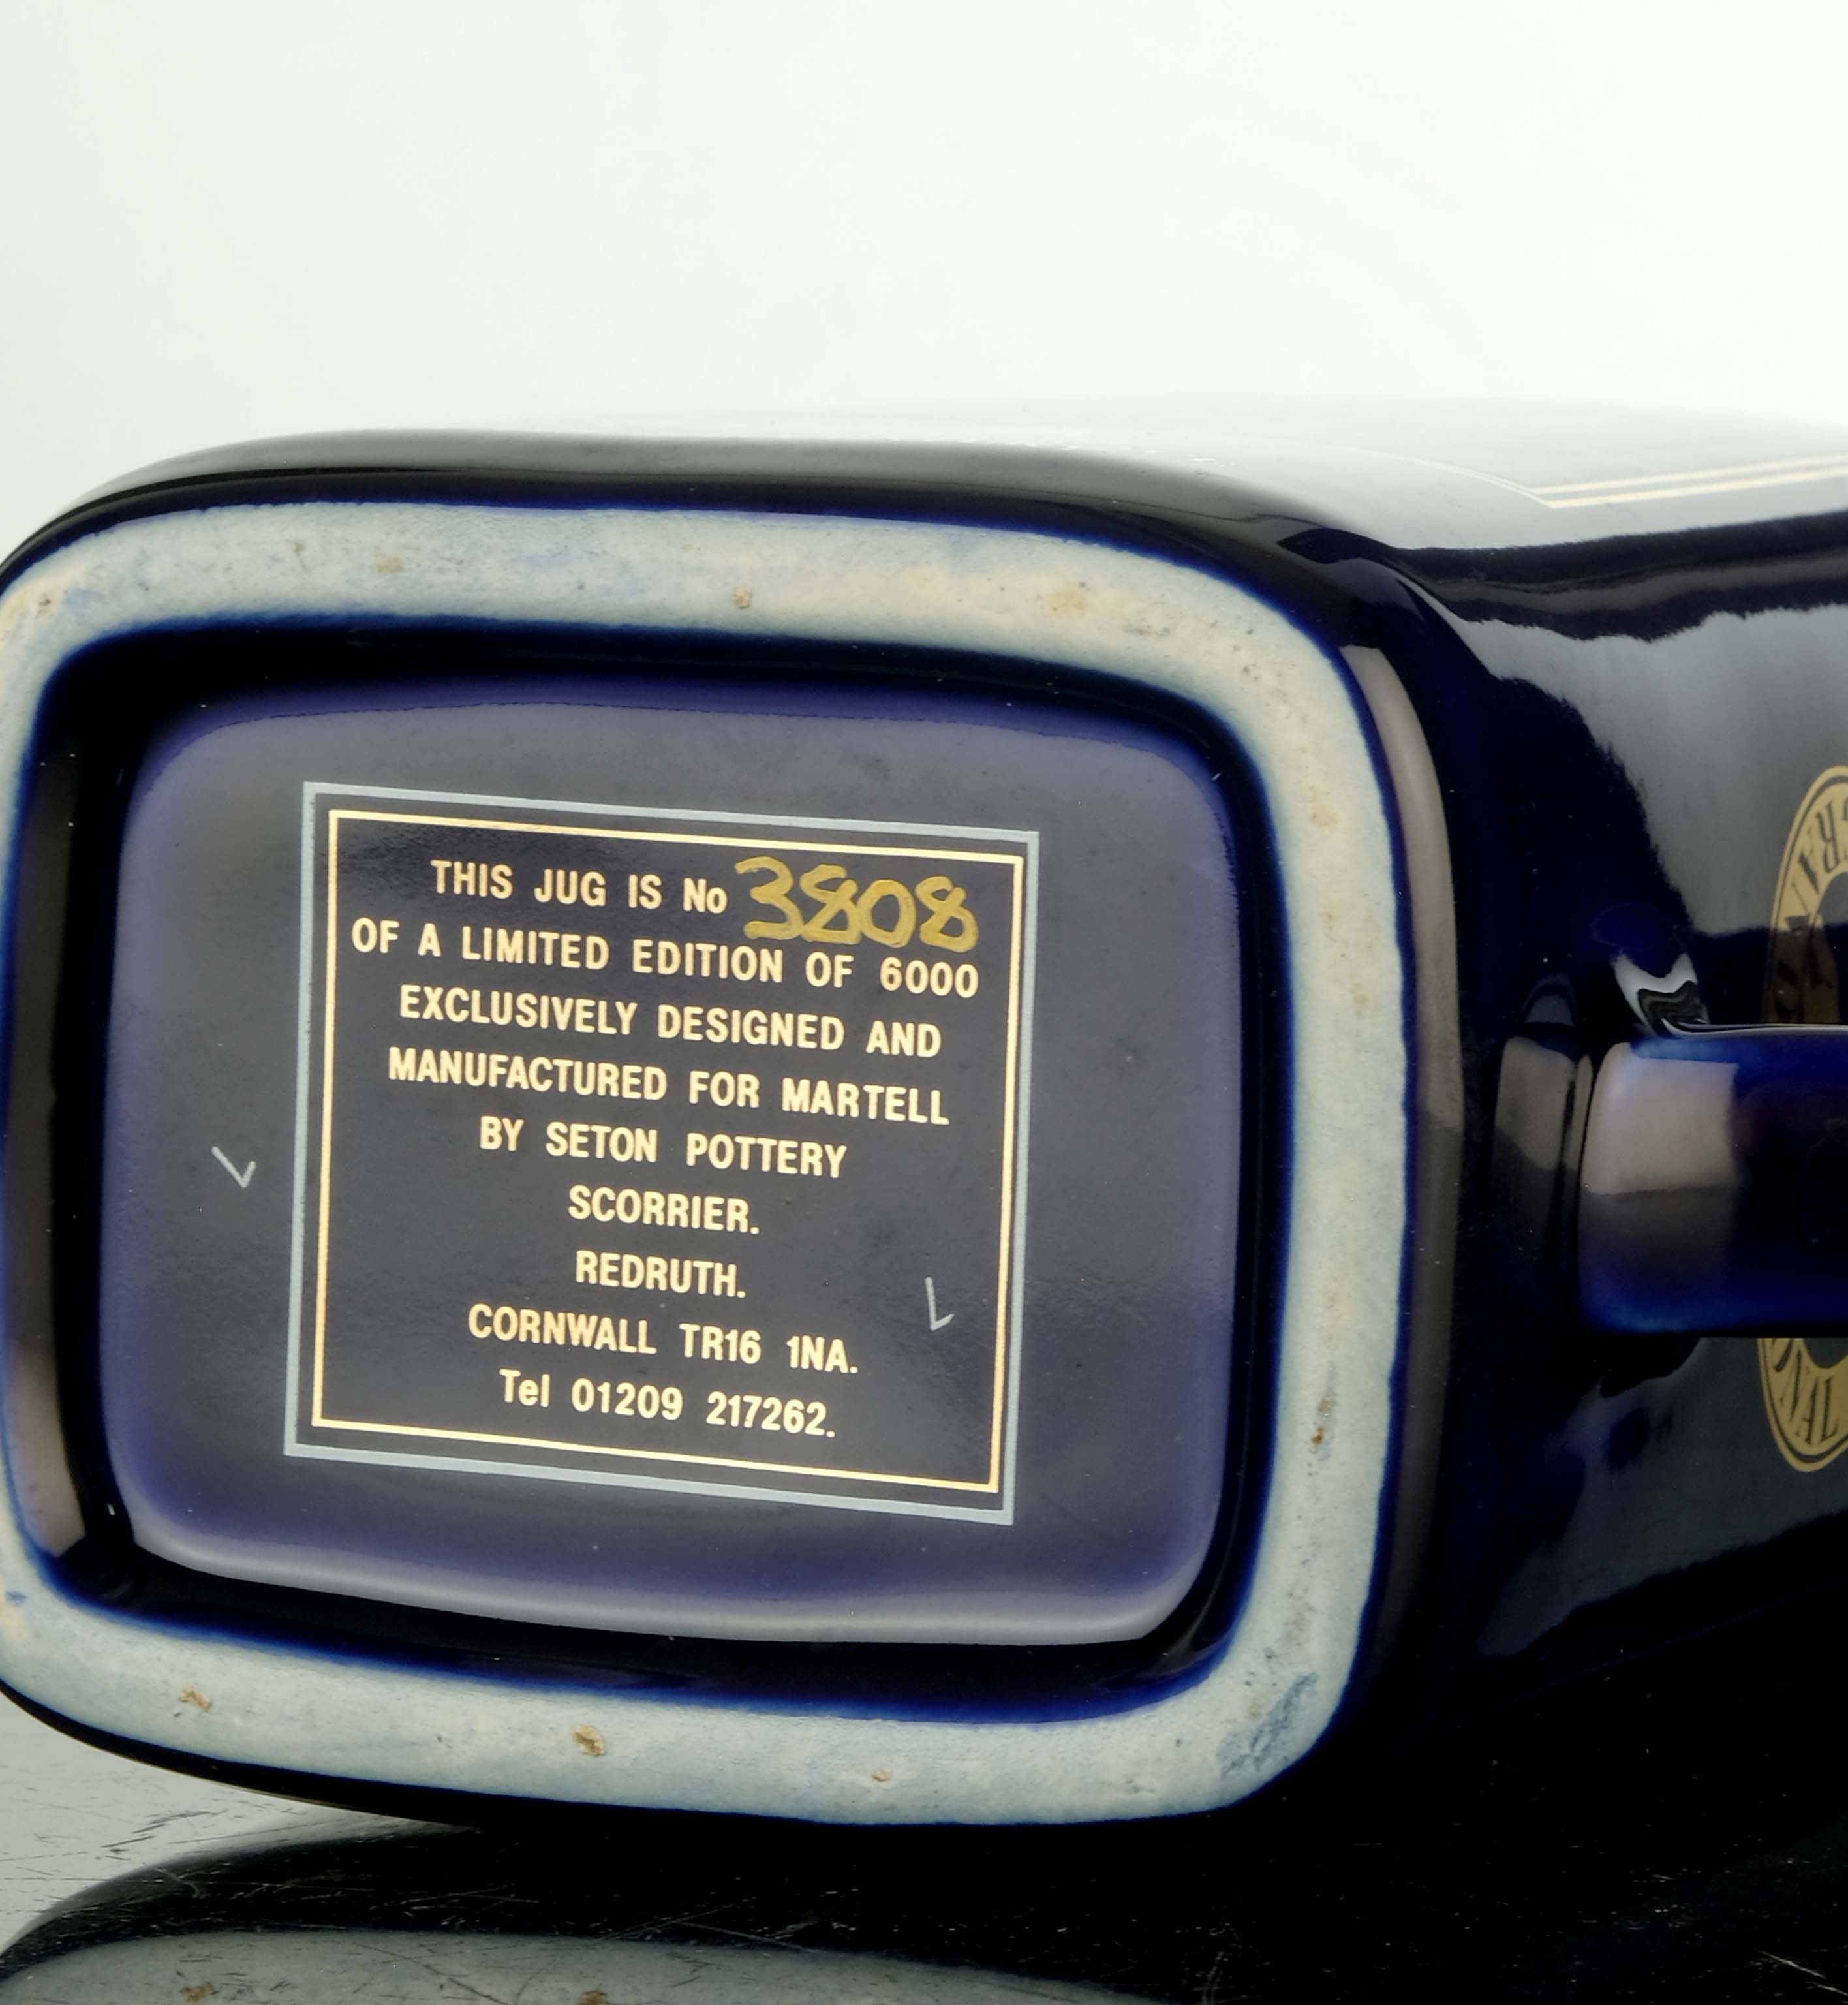 THIS JUG IS No 3808
OF A LIMITED EDITION OF 6000
EXCLUSIVELY DESIGNED AND
MANUFACTURED FOR MARTELL
BY SETON POTTERY
SCORRIER.
REDRUTH.
CORNWALL TR16 1NA.
Tel 01209 217262.